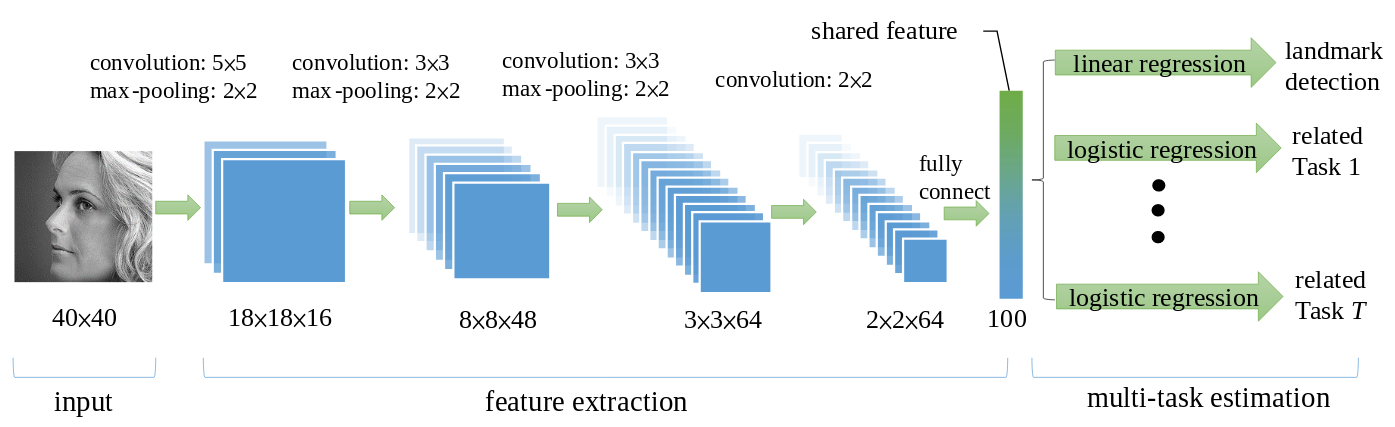 shared feature
convolution: 5×5
max-pooling: 2×2
convolution: 3×3
max-pooling: 2×2
convolution: 3×3
max-pooling: 2×2
convolution: 2×2
fully
connect
linear regression
landmark
detection
logistic regression
related
Task 1
logistic regression
related
Task T
40×40
18×18×16
8×8×48
3×3×64
2×2×64
100
input
feature extraction
multi-task estimation